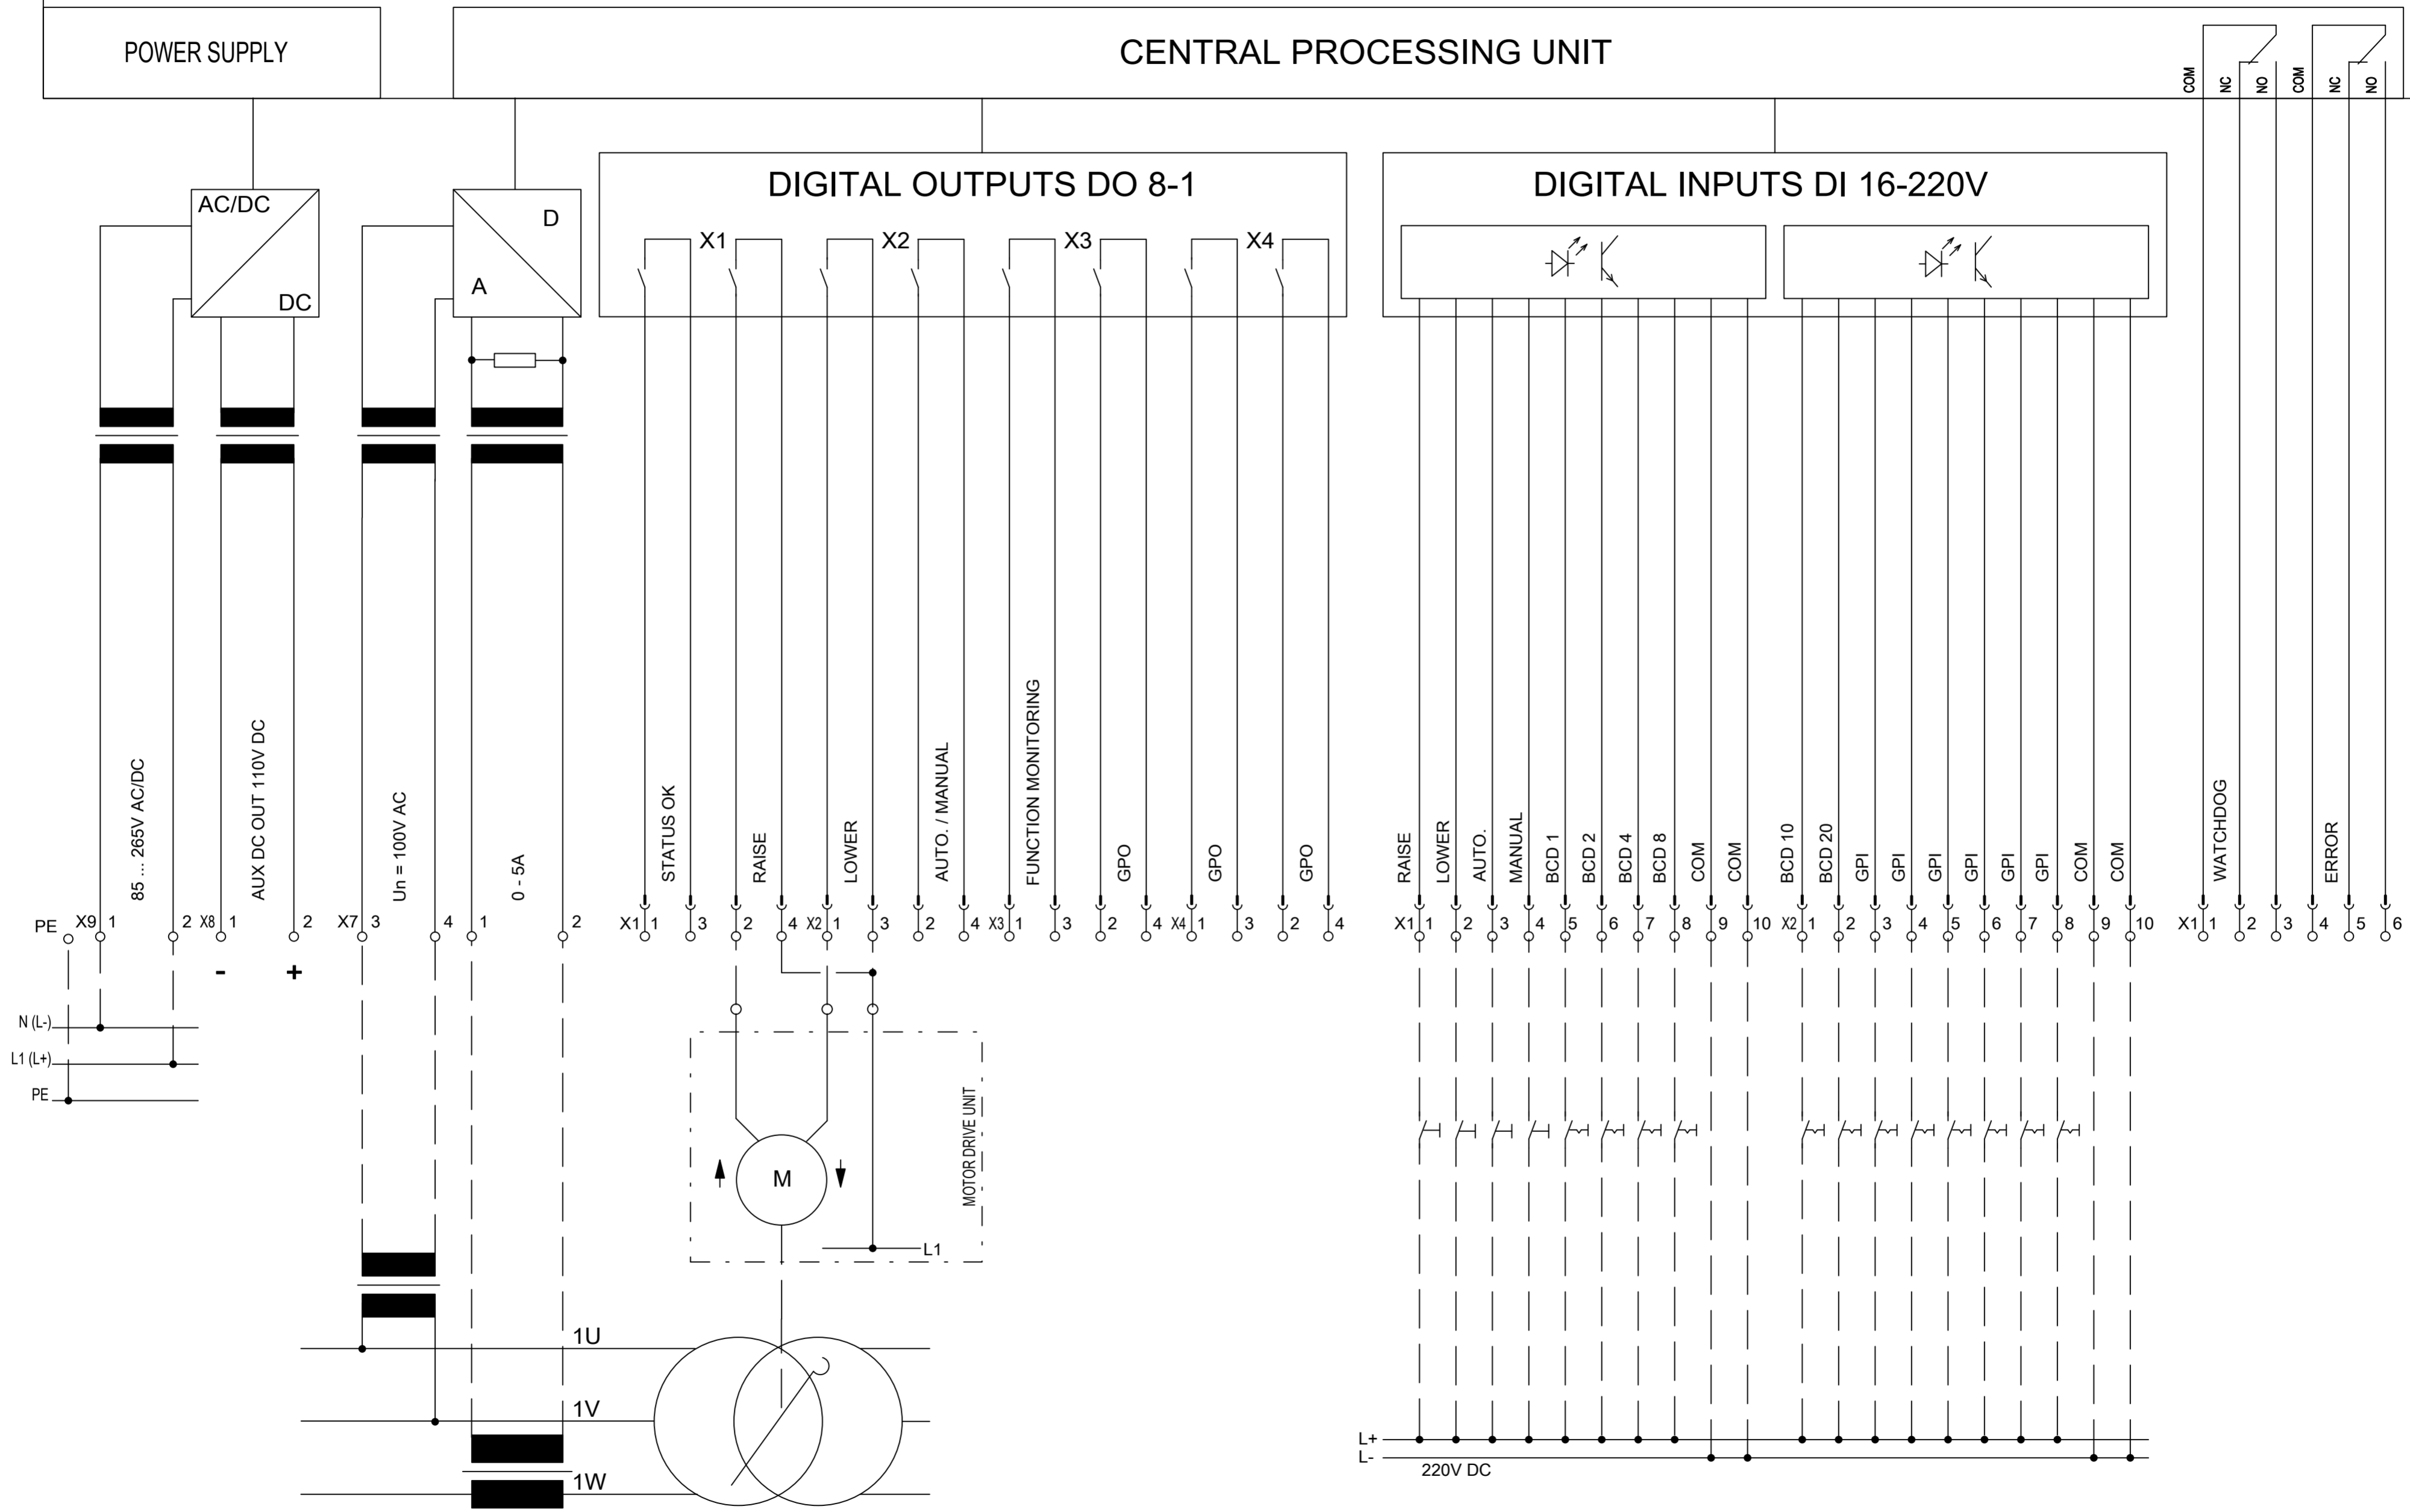 POWER SUPPLY
CENTRAL PROCESSING UNIT
COM
NC
NO
COM
NC
NO
AC/DC
DC
D
A
DIGITAL OUTPUTS DO 8-1
X1
X2
X3
X4
DIGITAL INPUTS DI 16-220V
85 ... 265V AC/DC
AUX DC OUT 110V DC
Un = 100V AC
0 - 5A
STATUS OK
RAISE
LOWER
AUTO. / MANUAL
FUNCTION MONITORING
GPO
GPO
GPO
RAISE
LOWER
AUTO.
MANUAL
BCD 1
BCD 2
BCD 4
BCD 8
COM
COM
BCD 10
BCD 20
GPI
GPI
GPI
GPI
GPI
GPI
COM
COM
WATCHDOG
ERROR
PE X9 1 2 X8 1 2 X7 3 4 1 2 X1 1 3 2 4 X2 1 3 2 4 X3 1 3 2 4 X4 1 3 2 4 X1 1 2 3 4 5 6 7 8 9 10 X2 1 2 3 4 5 6 7 8 9 10 X1 1 2 3 4 5 6
- +
N (L-)
L1 (L+)
PE
MOTOR DRIVE UNIT
M
L1
1U
1V
1W
L+
L-
220V DC